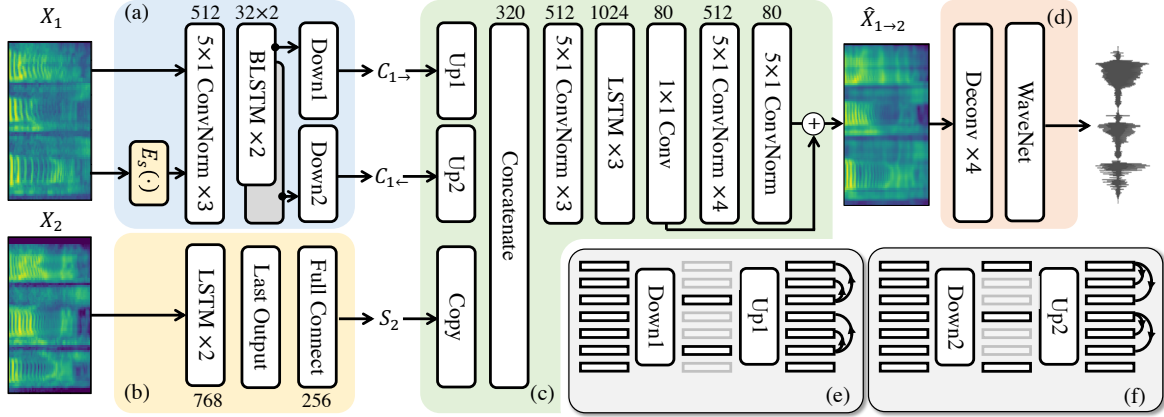 X₁
(a)
512
32×2
320
512
1024
80
512
80
X̂₁→₂
(d)
E_s(·)
5×1 ConvNorm ×3
BLSTM ×2
Down1
Down2
C₁→
C₁←
Up1
Up2
Concatenate
5×1 ConvNorm ×3
LSTM ×3
1×1 Conv
5×1 ConvNorm ×4
5×1 ConvNorm
+
Deconv ×4
WaveNet
X₂
LSTM ×2
Last Output
Full Connect
S₂
Copy
(b)
768
256
(c)
Down1
Up1
(e)
Down2
Up2
(f)